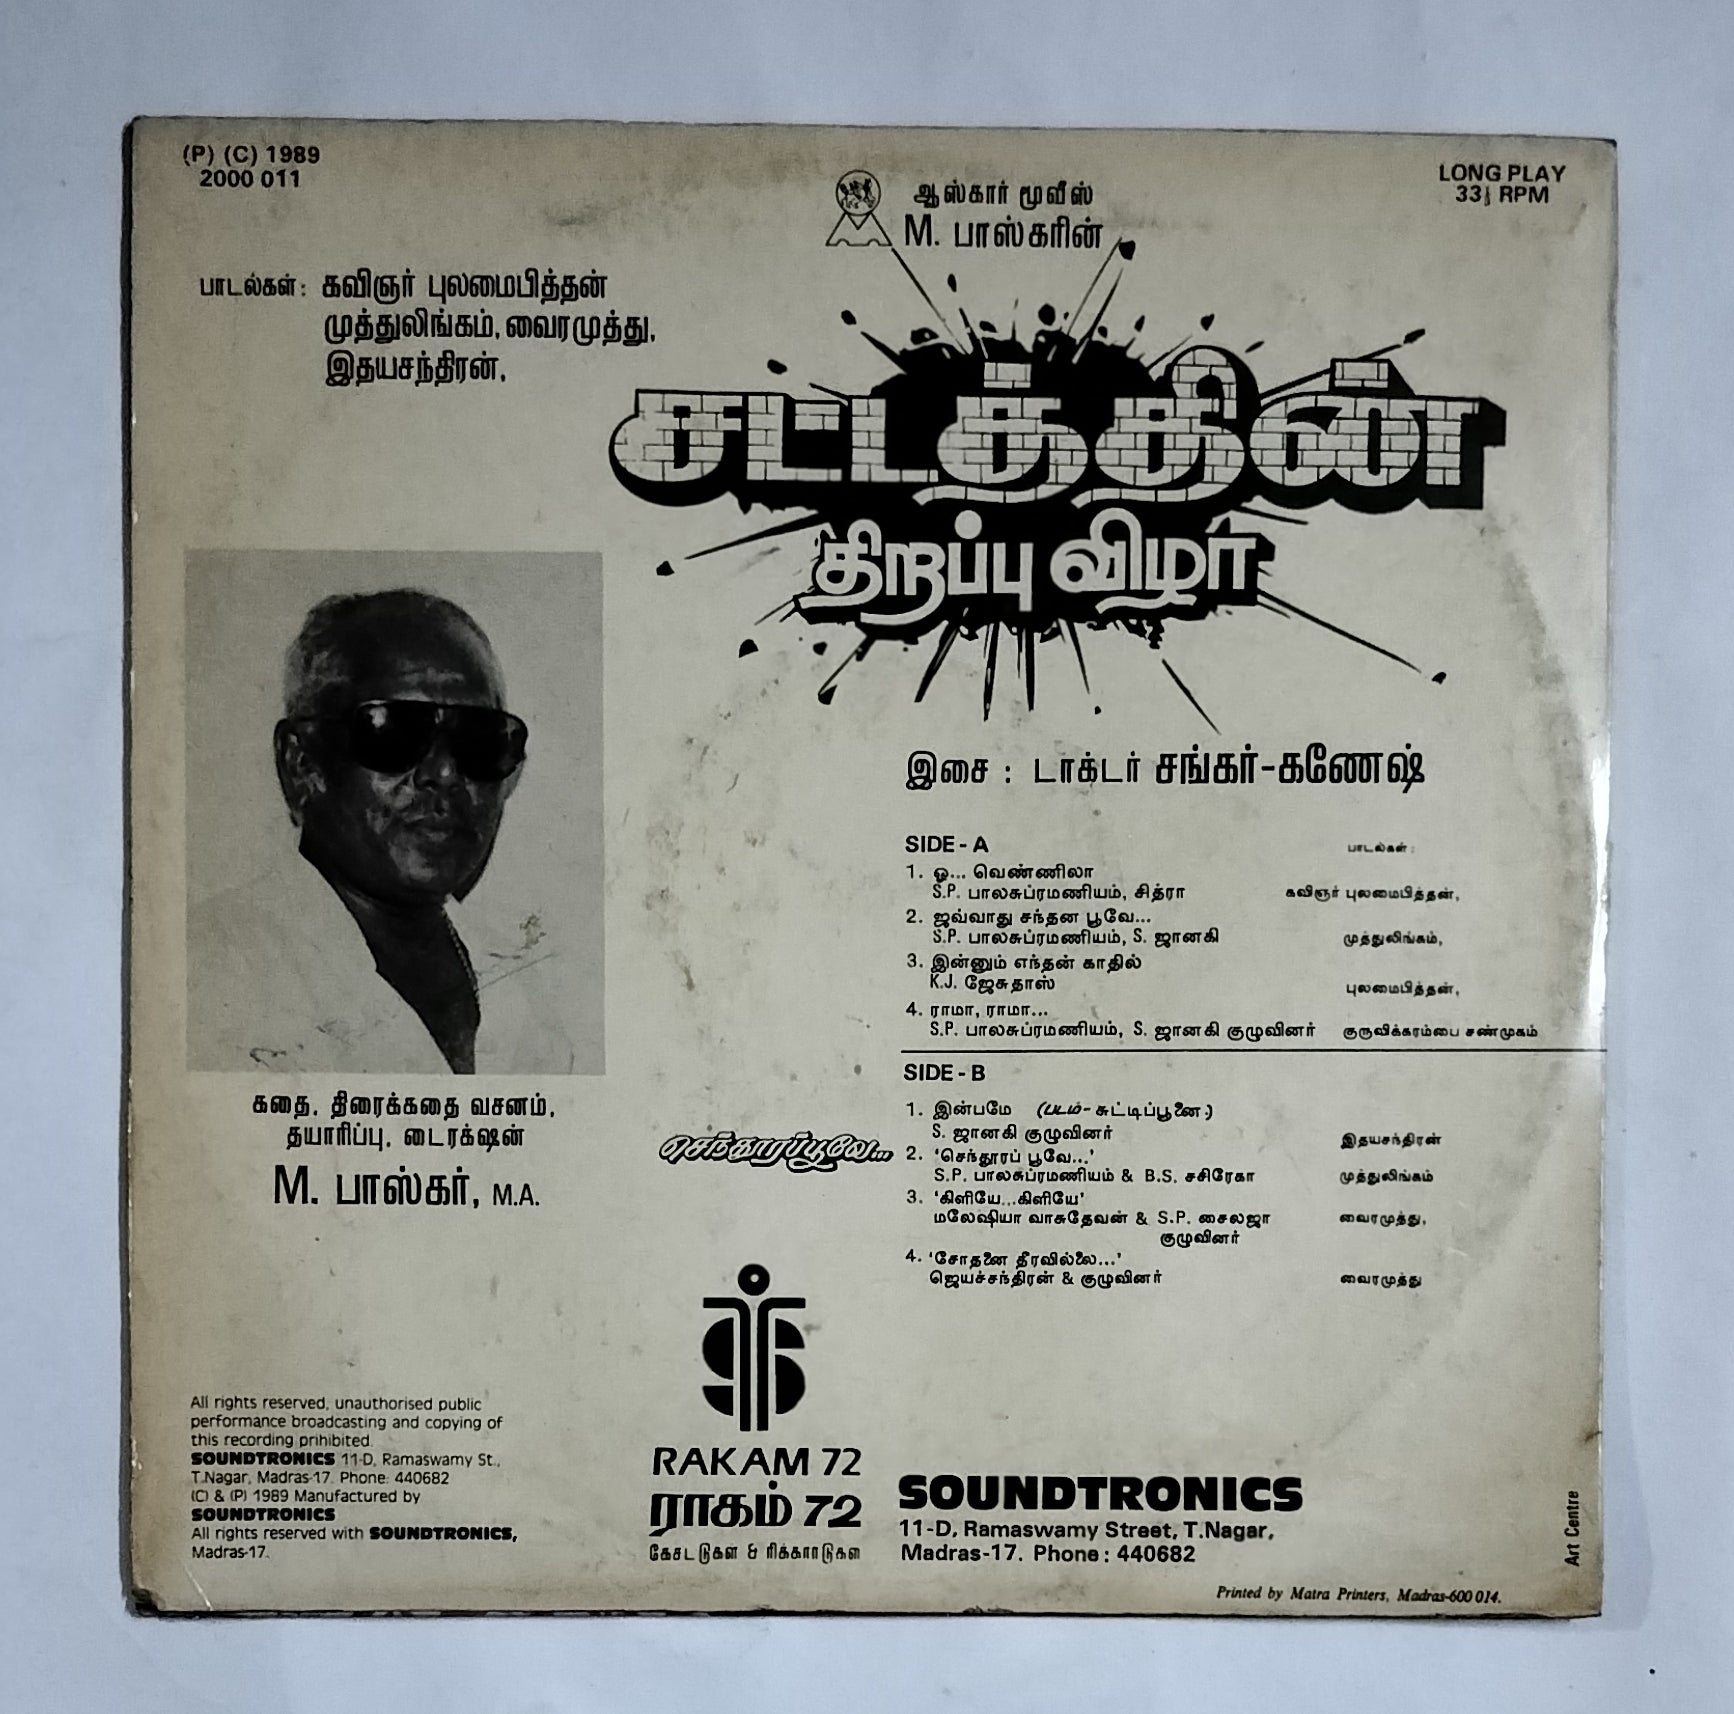 (P) (C) 1989
2000 011
LONG PLAY
33⅓ RPM
ஆஸ்கார் மூவீஸ்
M. பாஸ்கரின்
பாடல்கள்: கவிஞர் புலமைபித்தன்
முத்துலிங்கம், வைரமுத்து,
இதயசந்திரன்.
சட்டத்தின்
திறப்பு விழா
இசை : டாக்டர் சங்கர்-கணேஷ்
SIDE - A பாடல்கள் :
1. ஓ... வெண்ணிலா
S.P. பாலசுப்ரமணியம், சித்ரா கவிஞர் புலமைபித்தன்,
2. ஜவ்வாது சந்தன பூவே...
S.P. பாலசுப்ரமணியம், S. ஜானகி முத்துலிங்கம்,
3. இன்னும் எந்தன் காதில்
K.J. ஜேசுதாஸ் புலமைபித்தன்,
4. ராமா, ராமா...
S.P. பாலசுப்ரமணியம், S. ஜானகி குழுவினர் குருவிக்கரம்பை சண்முகம்
SIDE - B
1. இன்பமே (படம்- சுட்டிப்பூனை)
S. ஜானகி குழுவினர் இதயசந்திரன்
செந்தூரப்பூவே...
2. 'செந்தூரப் பூவே...'
S.P. பாலசுப்ரமணியம் & B.S. சசிரேகா முத்துலிங்கம்
3. 'கிளியே...கிளியே'
மலேஷியா வாசுதேவன் & S.P. சைலஜா வைரமுத்து,
குழுவினர்
4. 'சோதனை தீரவில்லை...'
ஜெயச்சந்திரன் & குழுவினர் வைரமுத்து
கதை, திரைக்கதை வசனம்,
தயாரிப்பு, டைரக்ஷன்
M. பாஸ்கர், M.A.
All rights reserved, unauthorised public
performance broadcasting and copying of
this recording prihibited.
SOUNDTRONICS 11-D, Ramaswamy St.,
T.Nagar, Madras-17. Phone: 440682
(C) & (P) 1989 Manufactured by
SOUNDTRONICS
All rights reserved with SOUNDTRONICS,
Madras-17.
RAKAM 72
ராகம் 72
கேசட்டுகள் & ரிக்கார்டுகள்
SOUNDTRONICS
11-D, Ramaswamy Street, T.Nagar,
Madras-17. Phone : 440682
Art Centre
Printed by Matra Printers, Madras-600 014.